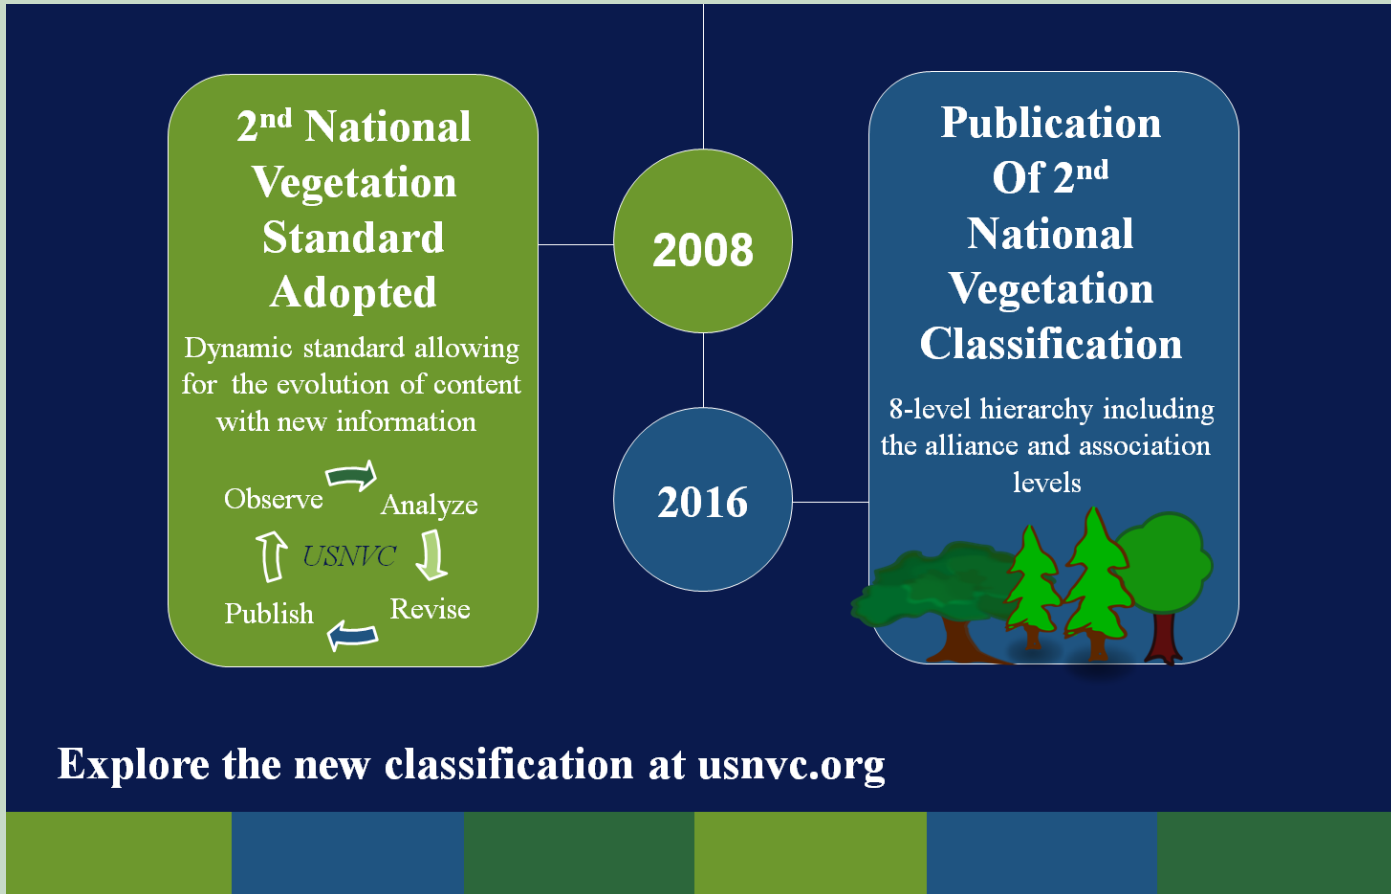 2nd National
Vegetation
Standard
Adopted
Dynamic standard allowing
for the evolution of content
with new information
Observe
Analyze
USNVC
Publish
Revise
2008
2016
Publication
Of 2nd
National
Vegetation
Classification
8-level hierarchy including
the alliance and association
levels
Explore the new classification at usnvc.org